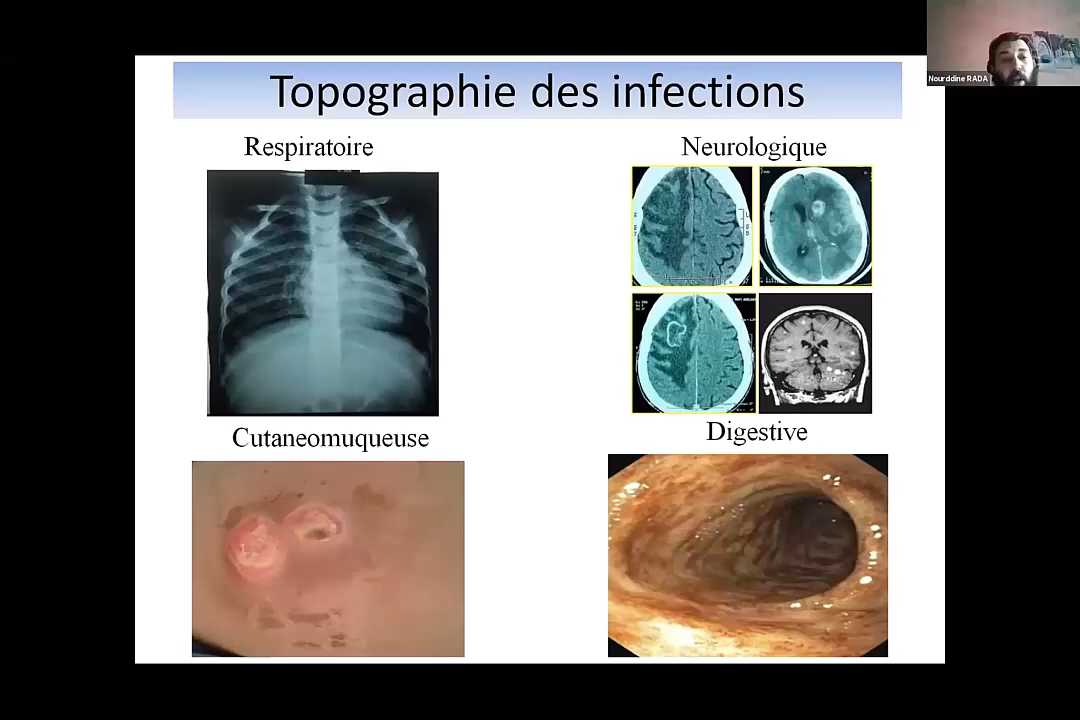 Topographie des infections
Nourddine RADA
Respiratoire
Neurologique
Cutaneomuqueuse
Digestive